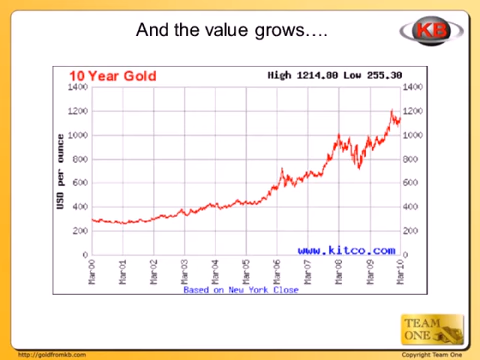 And the value grows….
KB
10 Year Gold
High 1214.80 Low 255.30
1400
1200
1000
800
600
400
200
0
1400
1200
1000
800
600
400
200
0
USD per ounce
www.kitco.com
Mar00
Mar01
Mar02
Mar03
Mar04
Mar05
Mar06
Mar07
Mar08
Mar09
Mar10
Based on New York Close
TEAM
ONE
http://goldfromkb.com
Copyright Team One